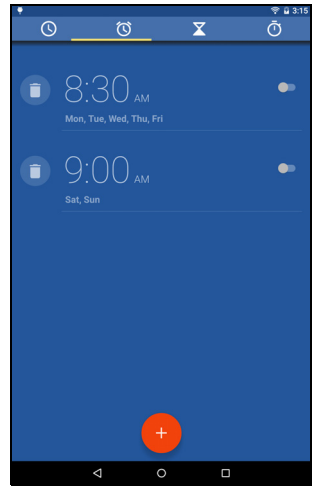 3:15
8:30 AM
Mon, Tue, Wed, Thu, Fri
9:00 AM
Sat, Sun